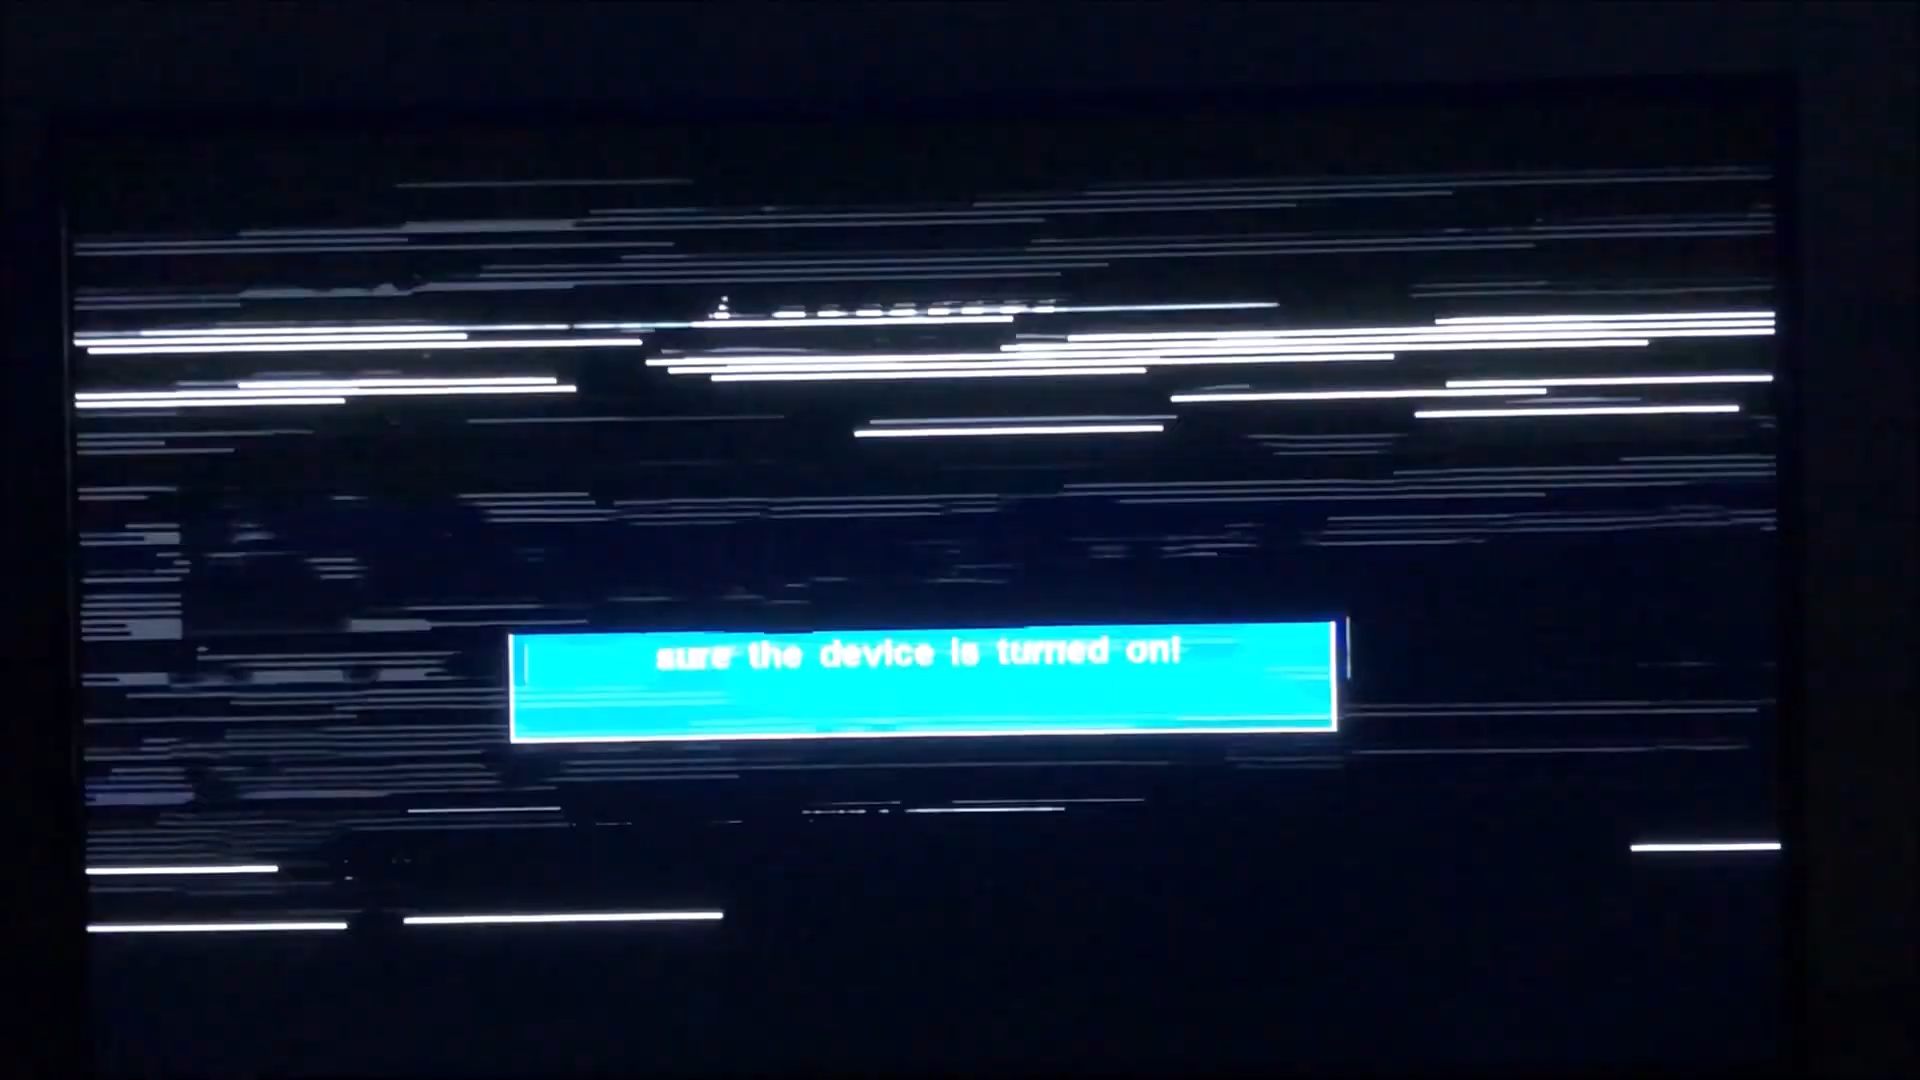 sure the device is turned on!